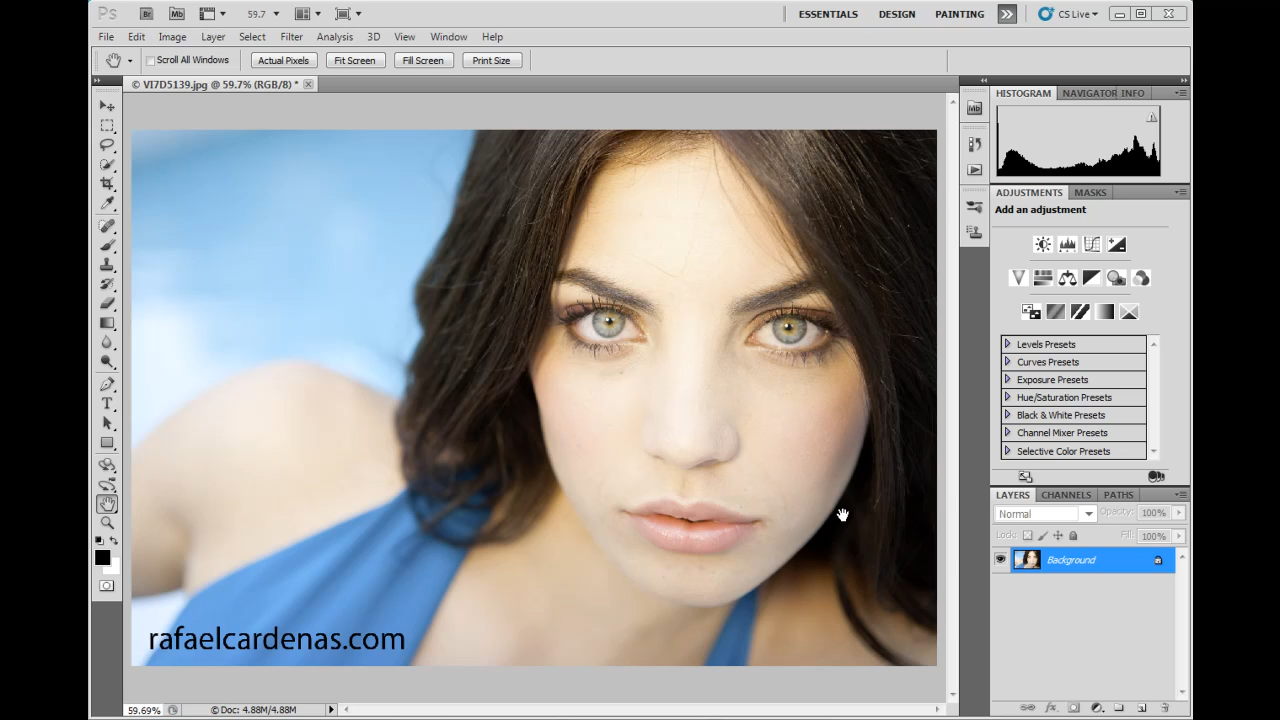 Ps Br Mb 59.7 ESSENTIALS DESIGN PAINTING CS Live
File Edit Image Layer Select Filter Analysis 3D View Window Help
Scroll All Windows Actual Pixels Fit Screen Fill Screen Print Size
© VI7D5139.jpg @ 59.7% (RGB/8) *
HISTOGRAM NAVIGATOR INFO
Mb
ADJUSTMENTS MASKS
Add an adjustment
Levels Presets
Curves Presets
Exposure Presets
Hue/Saturation Presets
Black & White Presets
Channel Mixer Presets
Selective Color Presets
LAYERS CHANNELS PATHS
Normal Opacity: 100%
Lock: Fill: 100%
Background
rafaelcardenas.com
59.69% © Doc: 4.88M/4.88M